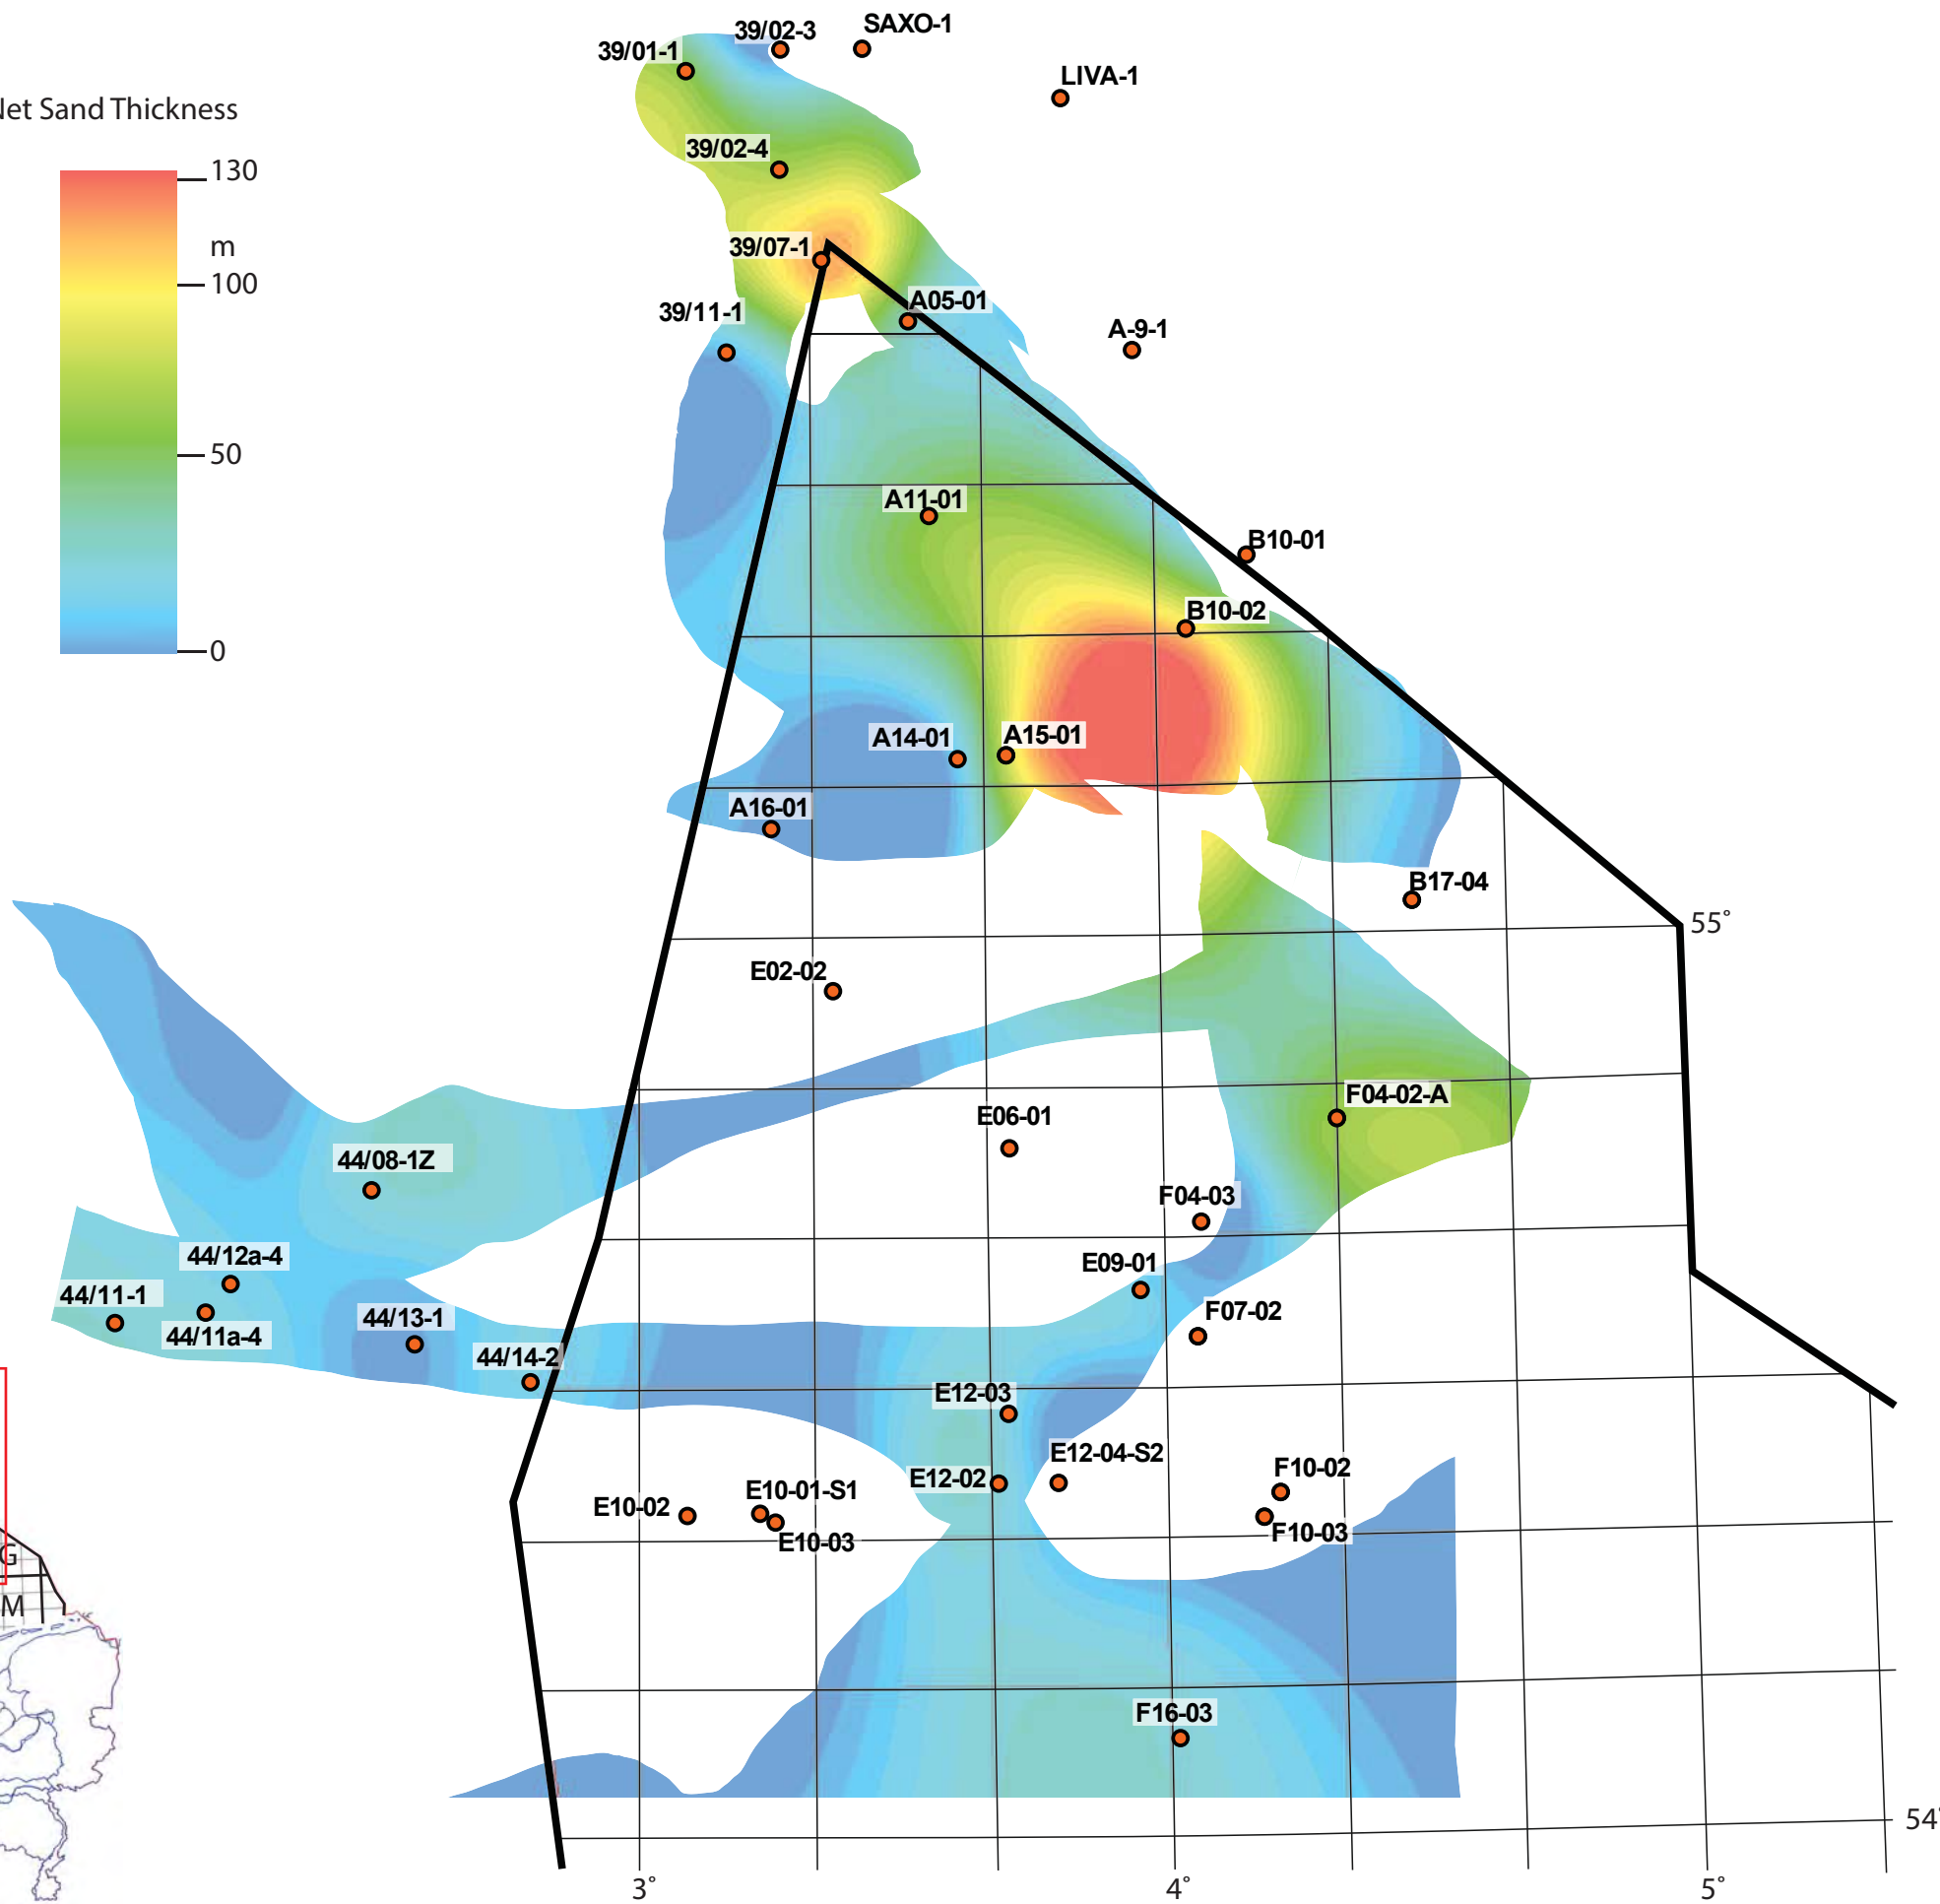 39/02-3
SAXO-1
39/01-1
LIVA-1
Net Sand Thickness
39/02-4
130
m
39/07-1
100
A05-01
39/11-1
A-9-1
50
A11-01
B10-01
B10-02
0
A14-01
A15-01
A16-01
B17-04
55°
E02-02
F04-02-A
E06-01
44/08-1Z
F04-03
44/12a-4
E09-01
44/11-1
F07-02
44/13-1
44/11a-4
44/14-2
E12-03
E12-04-S2
F10-02
E12-02
E10-01-S1
E10-02
F10-03
E10-03
G
M
F16-03
54°
3°
4°
5°